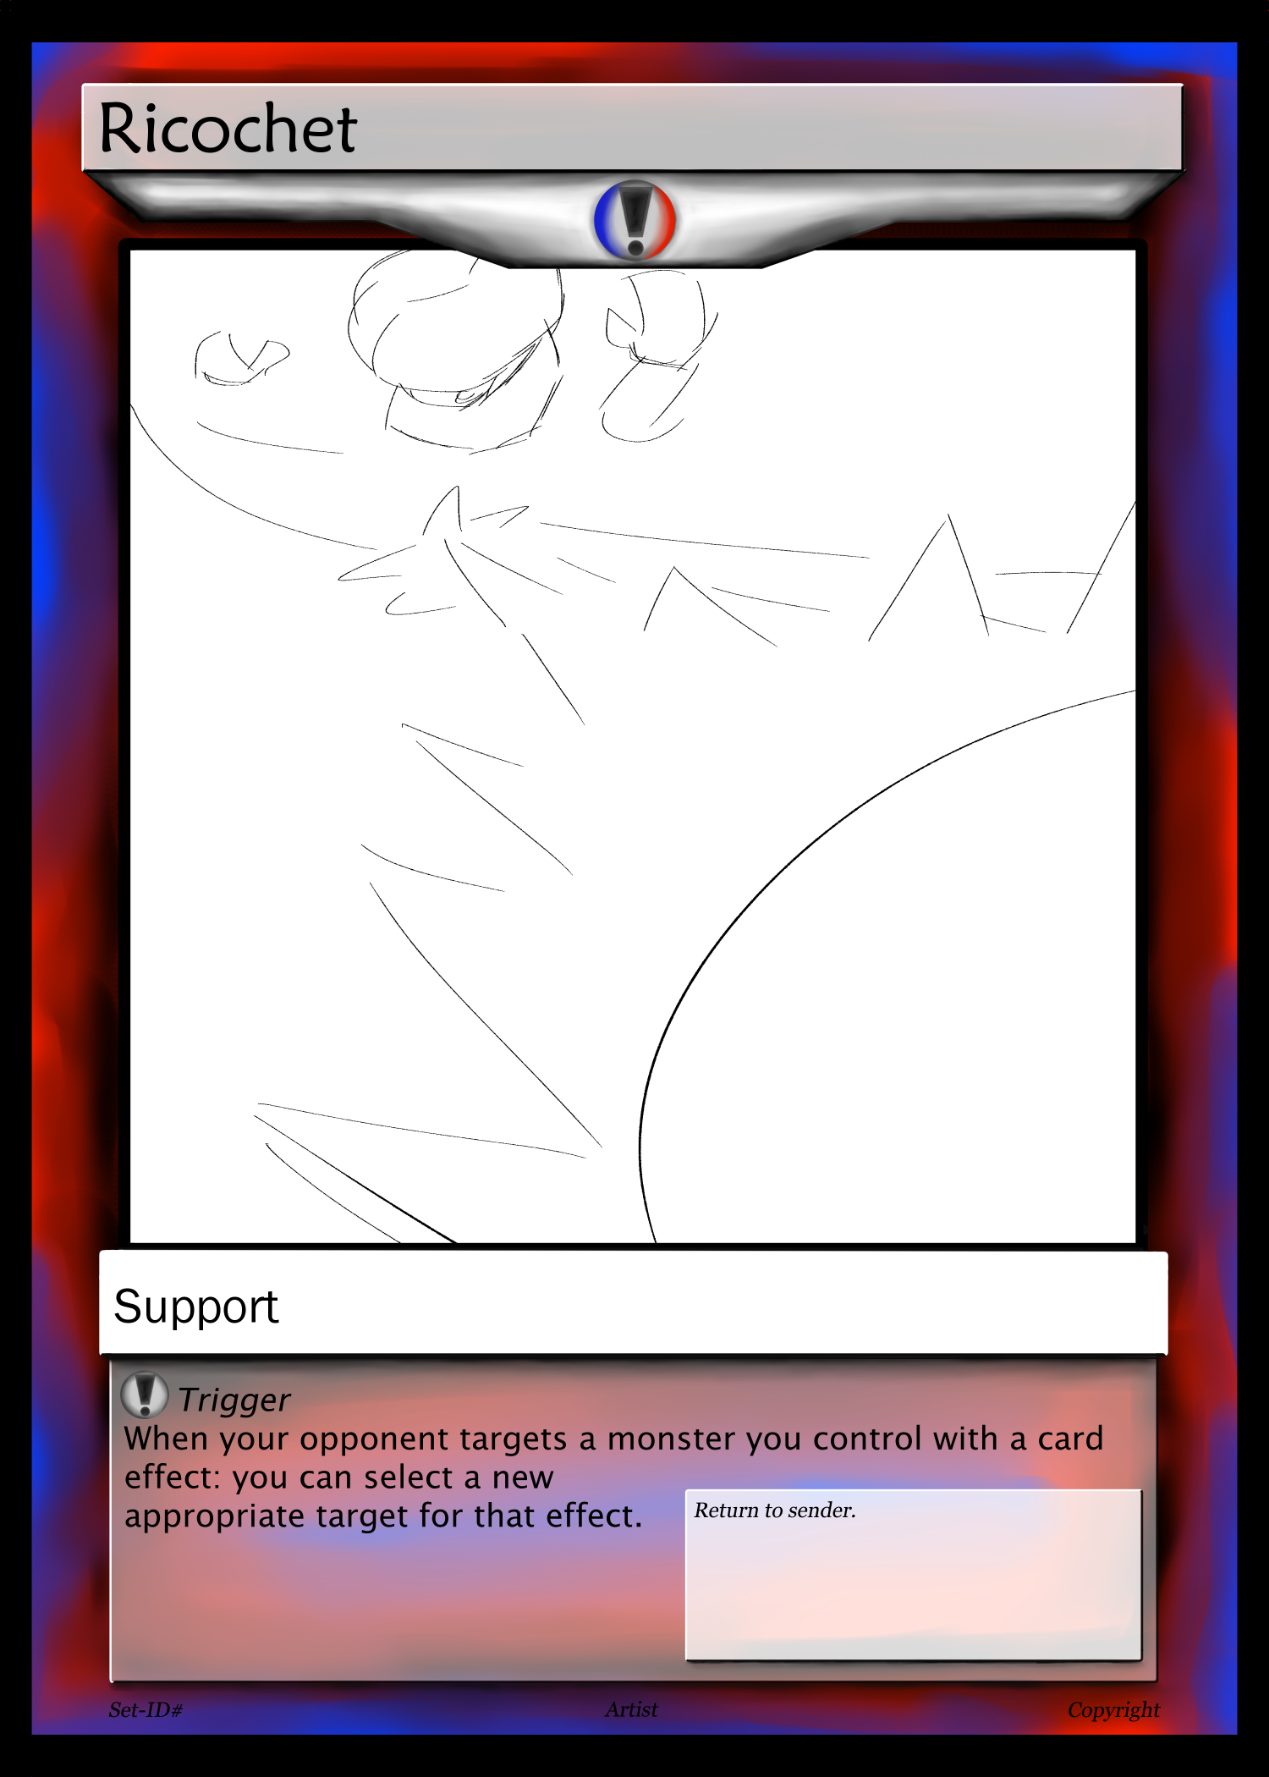 Ricochet
Support
Trigger
When your opponent targets a monster you control with a card
effect: you can select a new
appropriate target for that effect.
Return to sender.
Set-ID#
Artist
Copyright